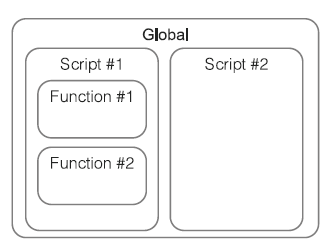 Global
Script #1
Script #2
Function #1
Function #2